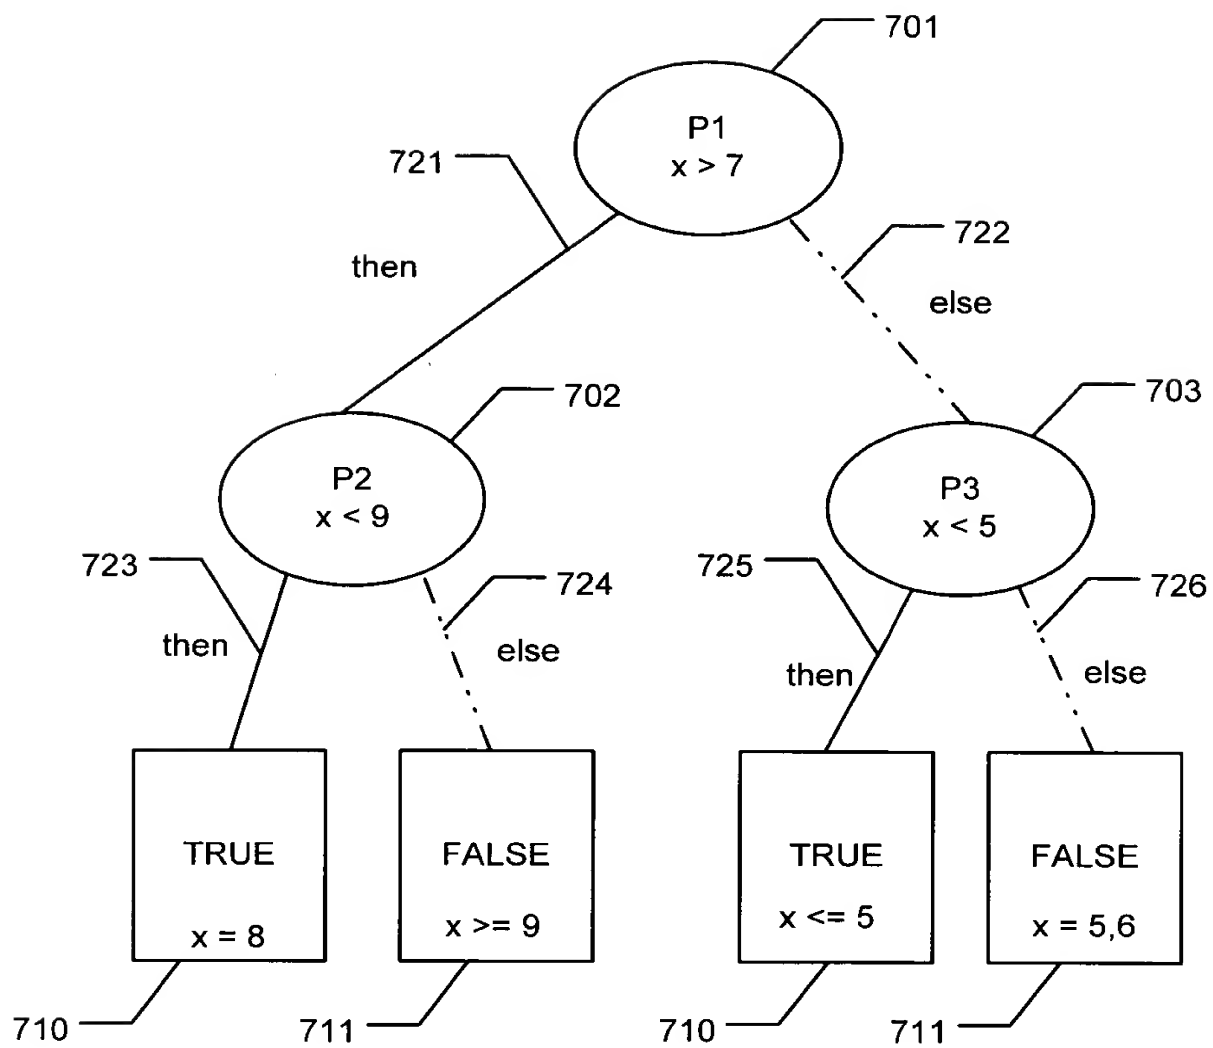 701
P1
x > 7
721
722
then
else
702
703
P2
x < 9
P3
x < 5
723
724
725
726
then
else
then
else
TRUE
x = 8
FALSE
x >= 9
TRUE
x <= 5
FALSE
x = 5,6
710
711
710
711